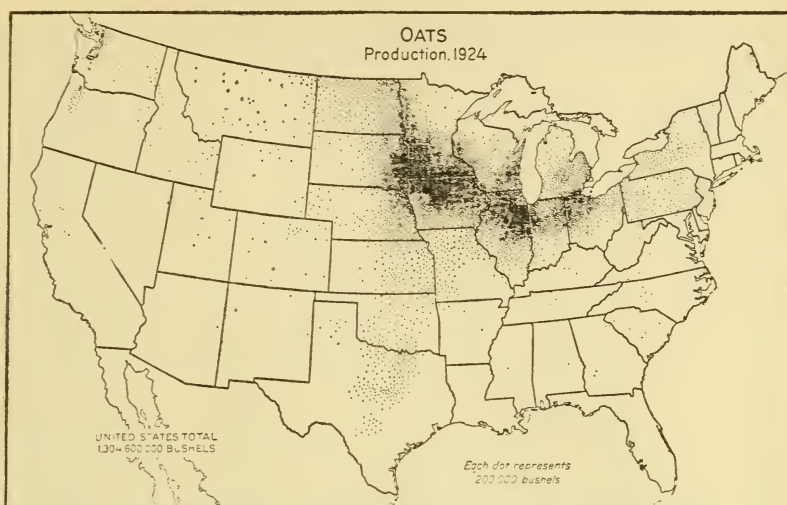 OATS
Production, 1924
UNITED STATES TOTAL
1,304,600,000 BUSHELS
Each dot represents
200,000 bushels